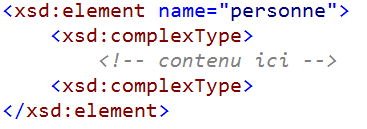 <xsd:element name="personne">
<xsd:complexType>
<!-- contenu ici -->
<xsd:complexType>
</xsd:element>